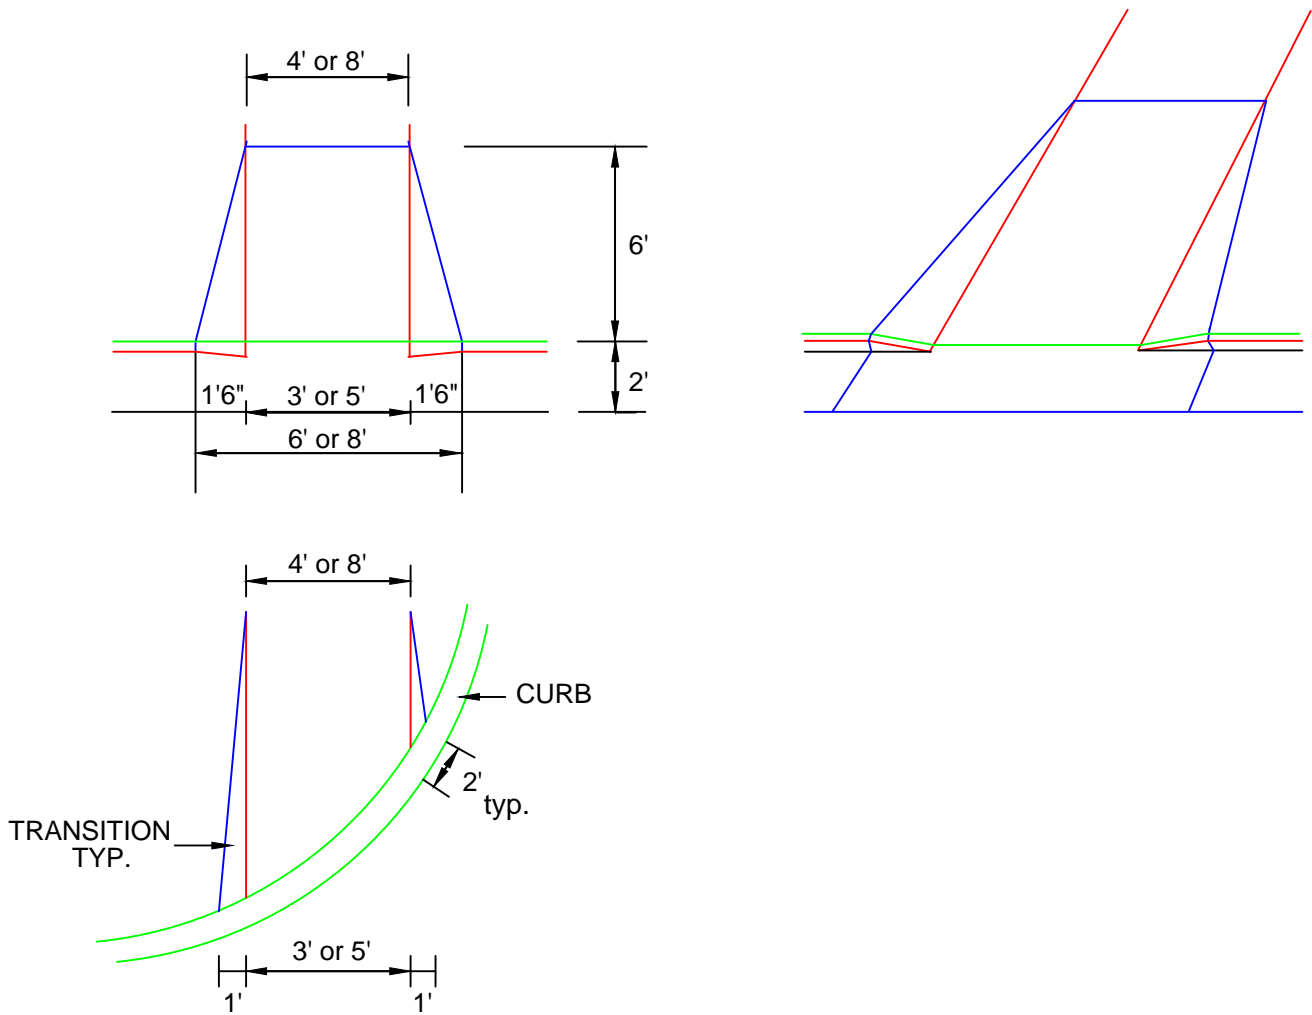 4' or 8'
6'
2'
1'6"
3' or 5'
1'6"
6' or 8'
4' or 8'
CURB
2'
typ.
TRANSITION
TYP.
3' or 5'
1'
1'